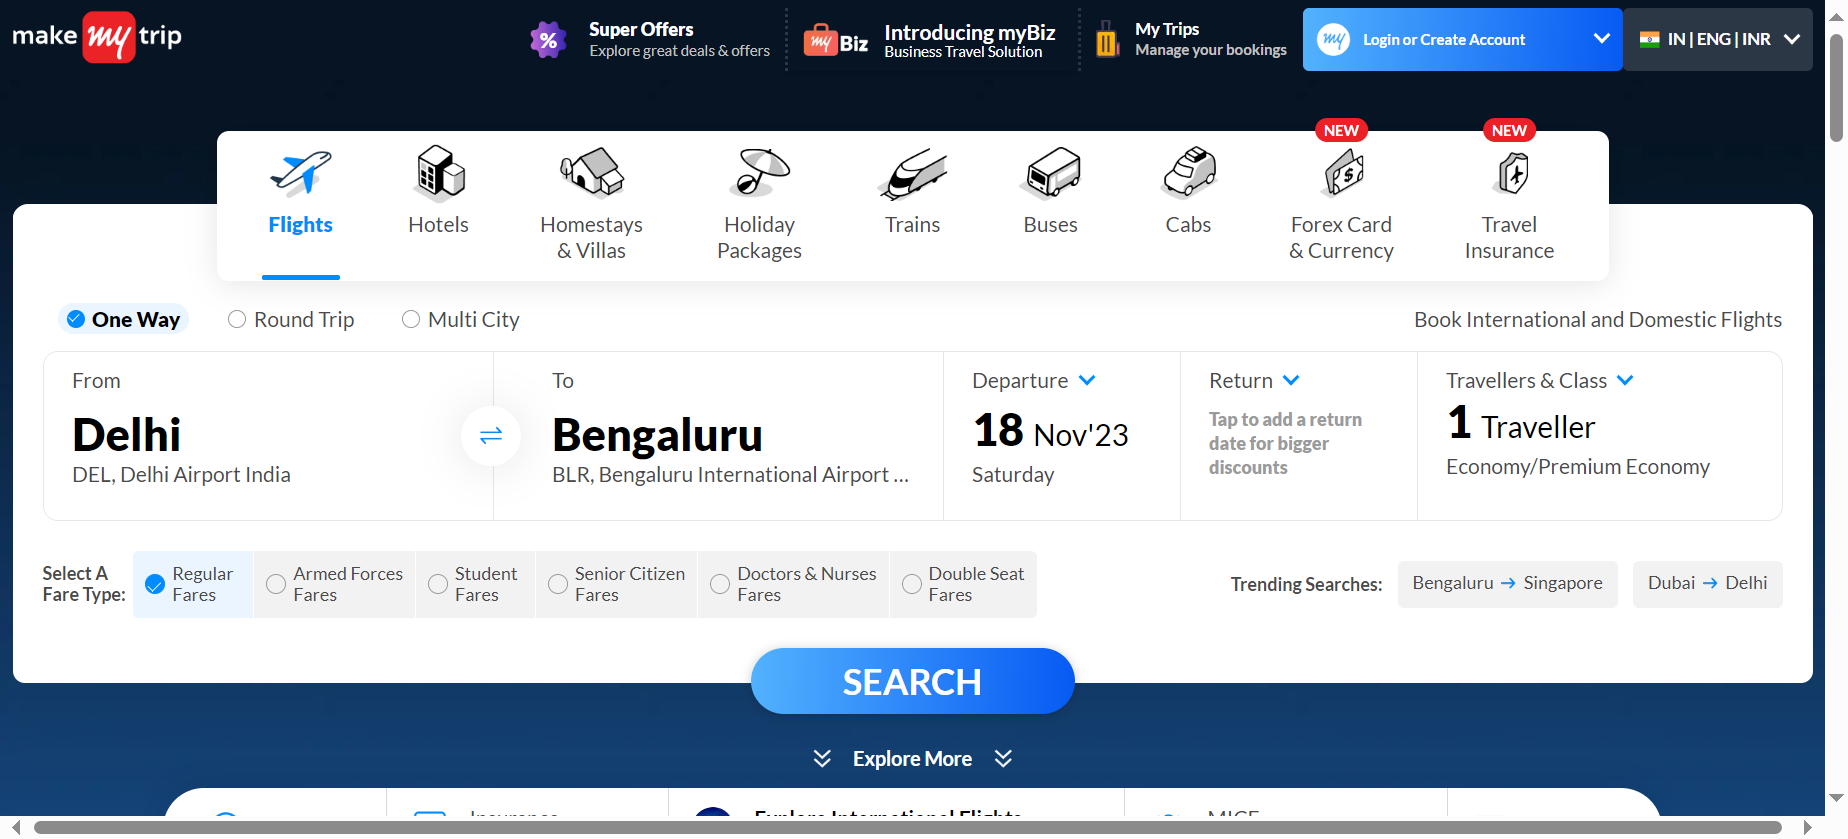 make my trip
%
Super Offers
Explore great deals & offers
my Biz
Introducing myBiz
Business Travel Solution
My Trips
Manage your bookings
my
Login or Create Account
IN | ENG | INR
NEW
NEW
Flights
Hotels
Homestays
& Villas
Holiday
Packages
Trains
Buses
Cabs
Forex Card
& Currency
Travel
Insurance
One Way
Round Trip
Multi City
Book International and Domestic Flights
From
Delhi
DEL, Delhi Airport India
To
Bengaluru
BLR, Bengaluru International Airport ...
Departure
18 Nov'23
Saturday
Return
Tap to add a return
date for bigger
discounts
Travellers & Class
1 Traveller
Economy/Premium Economy
Select A
Fare Type:
Regular
Fares
Armed Forces
Fares
Student
Fares
Senior Citizen
Fares
Doctors & Nurses
Fares
Double Seat
Fares
Trending Searches:
Bengaluru → Singapore
Dubai → Delhi
SEARCH
Explore More
Insurance
Explore International Flights
MICE